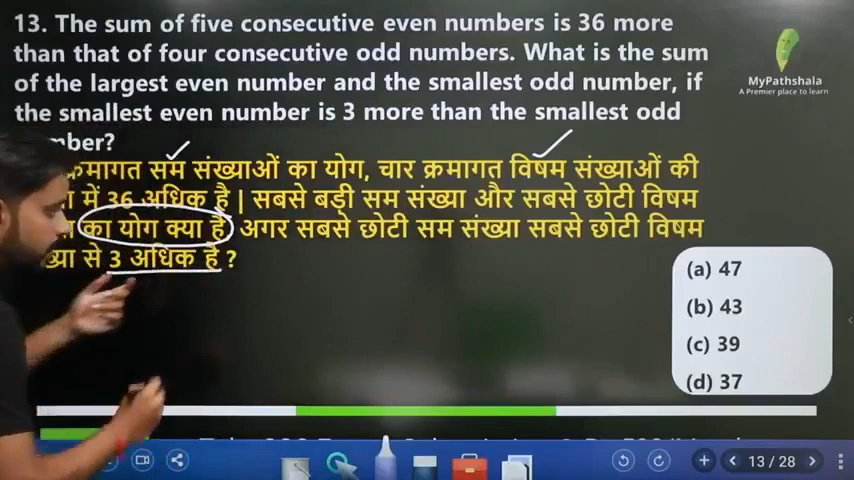 13. The sum of five consecutive even numbers is 36 more
than that of four consecutive odd numbers. What is the sum
of the largest even number and the smallest odd number, if
the smallest even number is 3 more than the smallest odd
क्रमागत सम संख्याओं का योग, चार क्रमागत विषम संख्याओं की
में 36 अधिक है | सबसे बड़ी सम संख्या और सबसे छोटी विषम
का योग क्या है अगर सबसे छोटी सम संख्या सबसे छोटी विषम
से 3 अधिक है ?
MyPathshala
A Premier place to learn
(a) 47
(b) 43
(c) 39
(d) 37
13 / 28